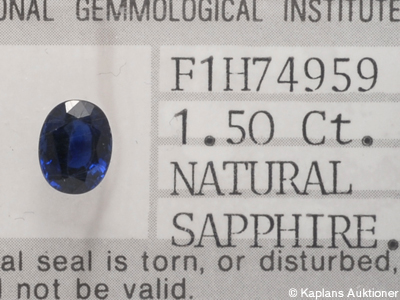 ONAL GEMMOLOGICAL INSTITUTE
F1H74959
1.50 Ct.
NATURAL
SAPPHIRE.
al seal is torn, or disturbed,
l not be valid.
© Kaplans Auktioner